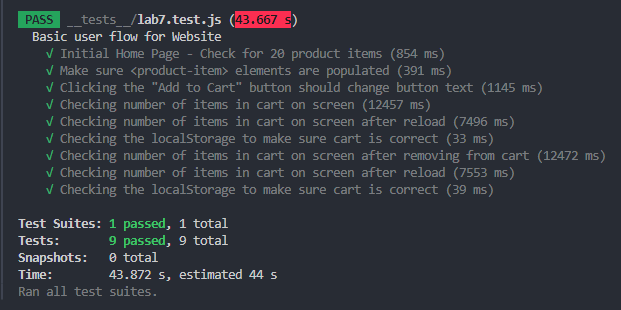 PASS __tests__/lab7.test.js (43.667 s)
Basic user flow for Website
√ Initial Home Page - Check for 20 product items (854 ms)
√ Make sure <product-item> elements are populated (391 ms)
√ Clicking the "Add to Cart" button should change button text (1145 ms)
√ Checking number of items in cart on screen (12457 ms)
√ Checking number of items in cart on screen after reload (7496 ms)
√ Checking the localStorage to make sure cart is correct (33 ms)
√ Checking number of items in cart on screen after removing from cart (12472 ms)
√ Checking number of items in cart on screen after reload (7553 ms)
√ Checking the localStorage to make sure cart is correct (39 ms)
Test Suites: 1 passed, 1 total
Tests: 9 passed, 9 total
Snapshots: 0 total
Time: 43.872 s, estimated 44 s
Ran all test suites.